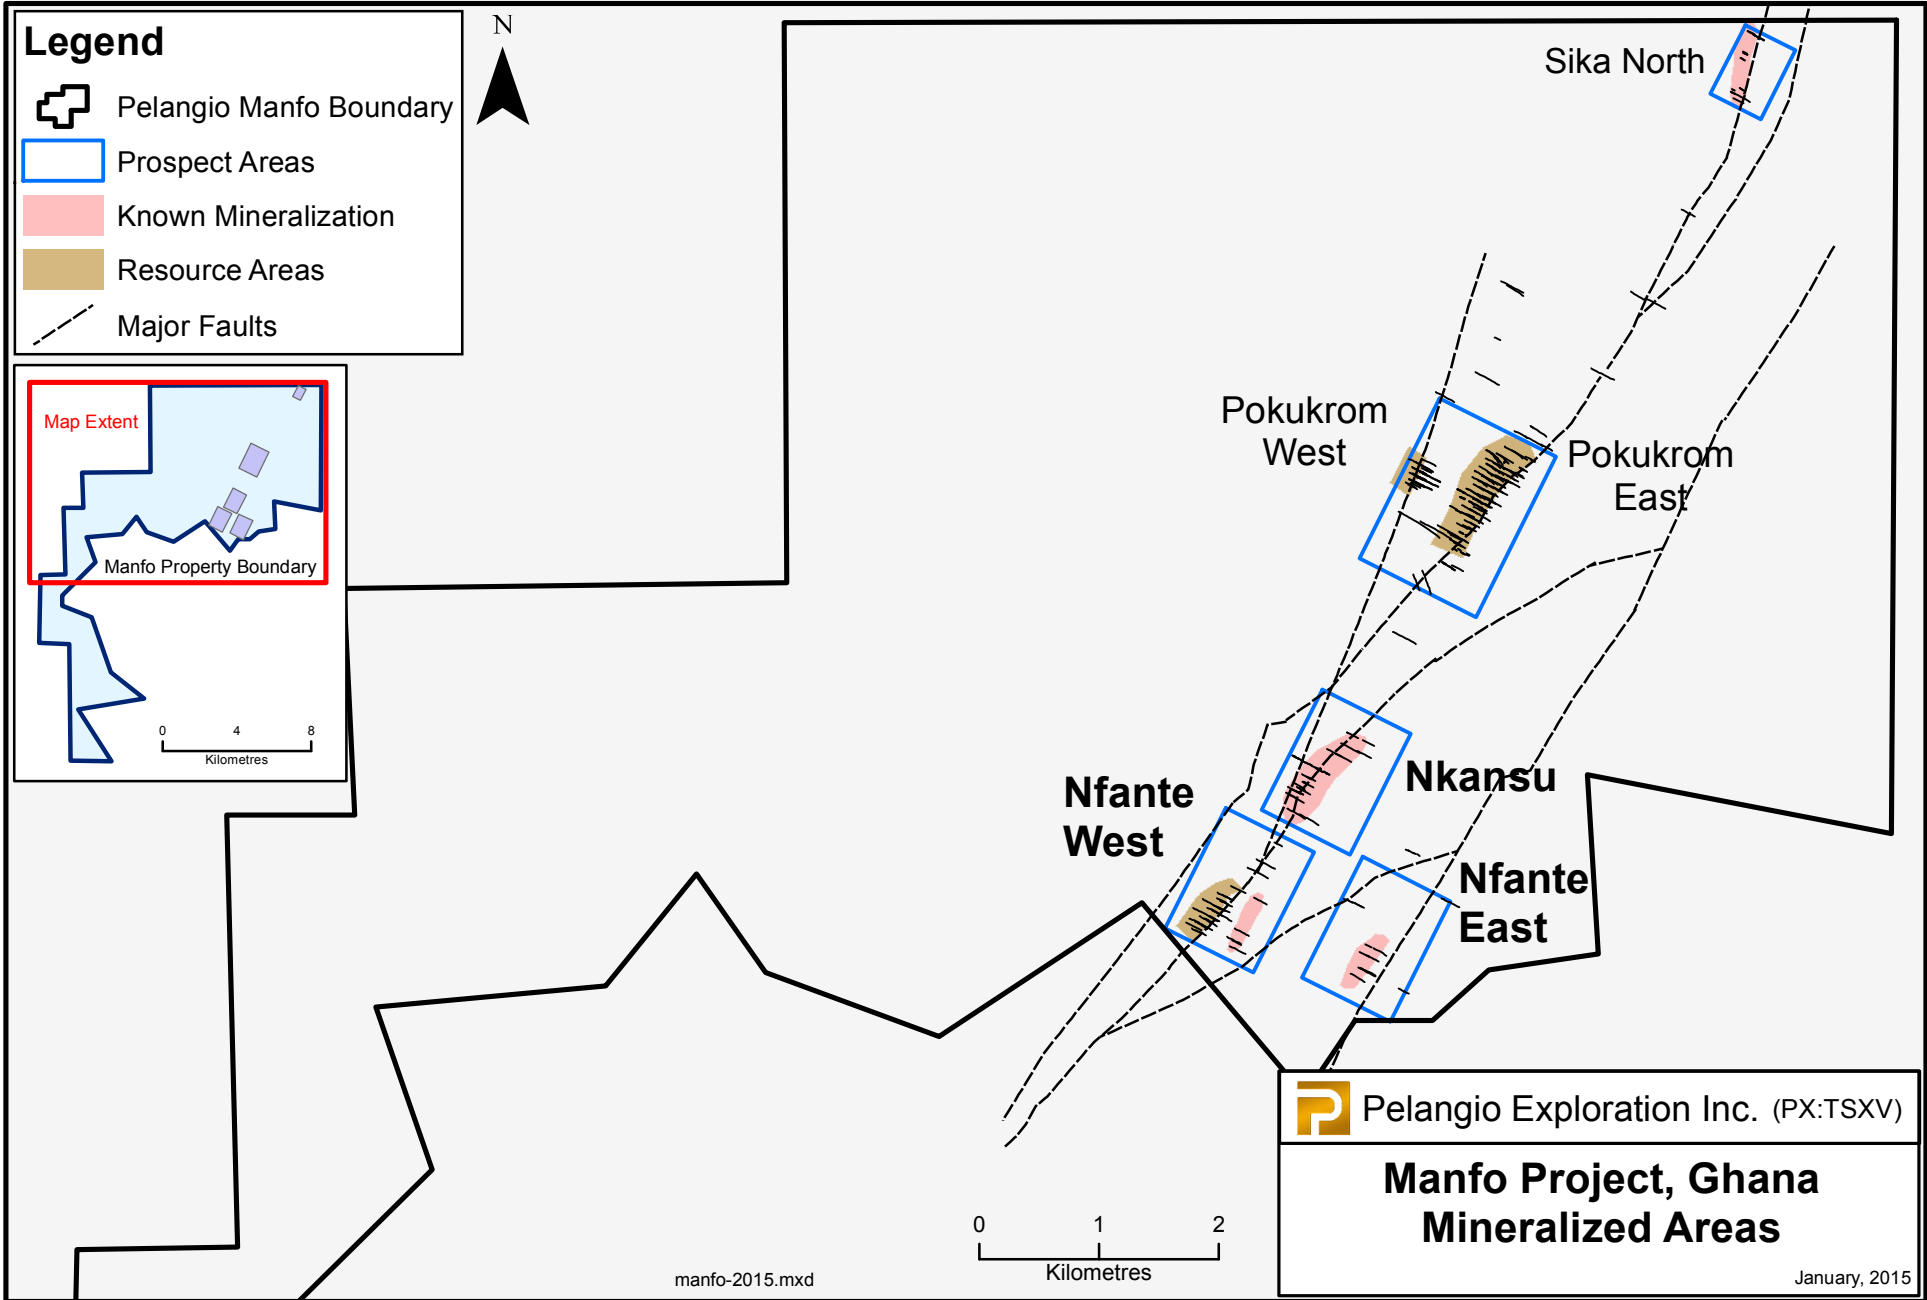 Legend
Pelangio Manfo Boundary
Prospect Areas
Known Mineralization
Resource Areas
Major Faults
N
Map Extent
Manfo Property Boundary
0 4 8
Kilometres
Sika North
Pokukrom
West
Pokukrom
East
Nkansu
Nfante
West
Nfante
East
0 1 2
Kilometres
manfo-2015.mxd
Pelangio Exploration Inc. (PX:TSXV)
Manfo Project, Ghana
Mineralized Areas
January, 2015